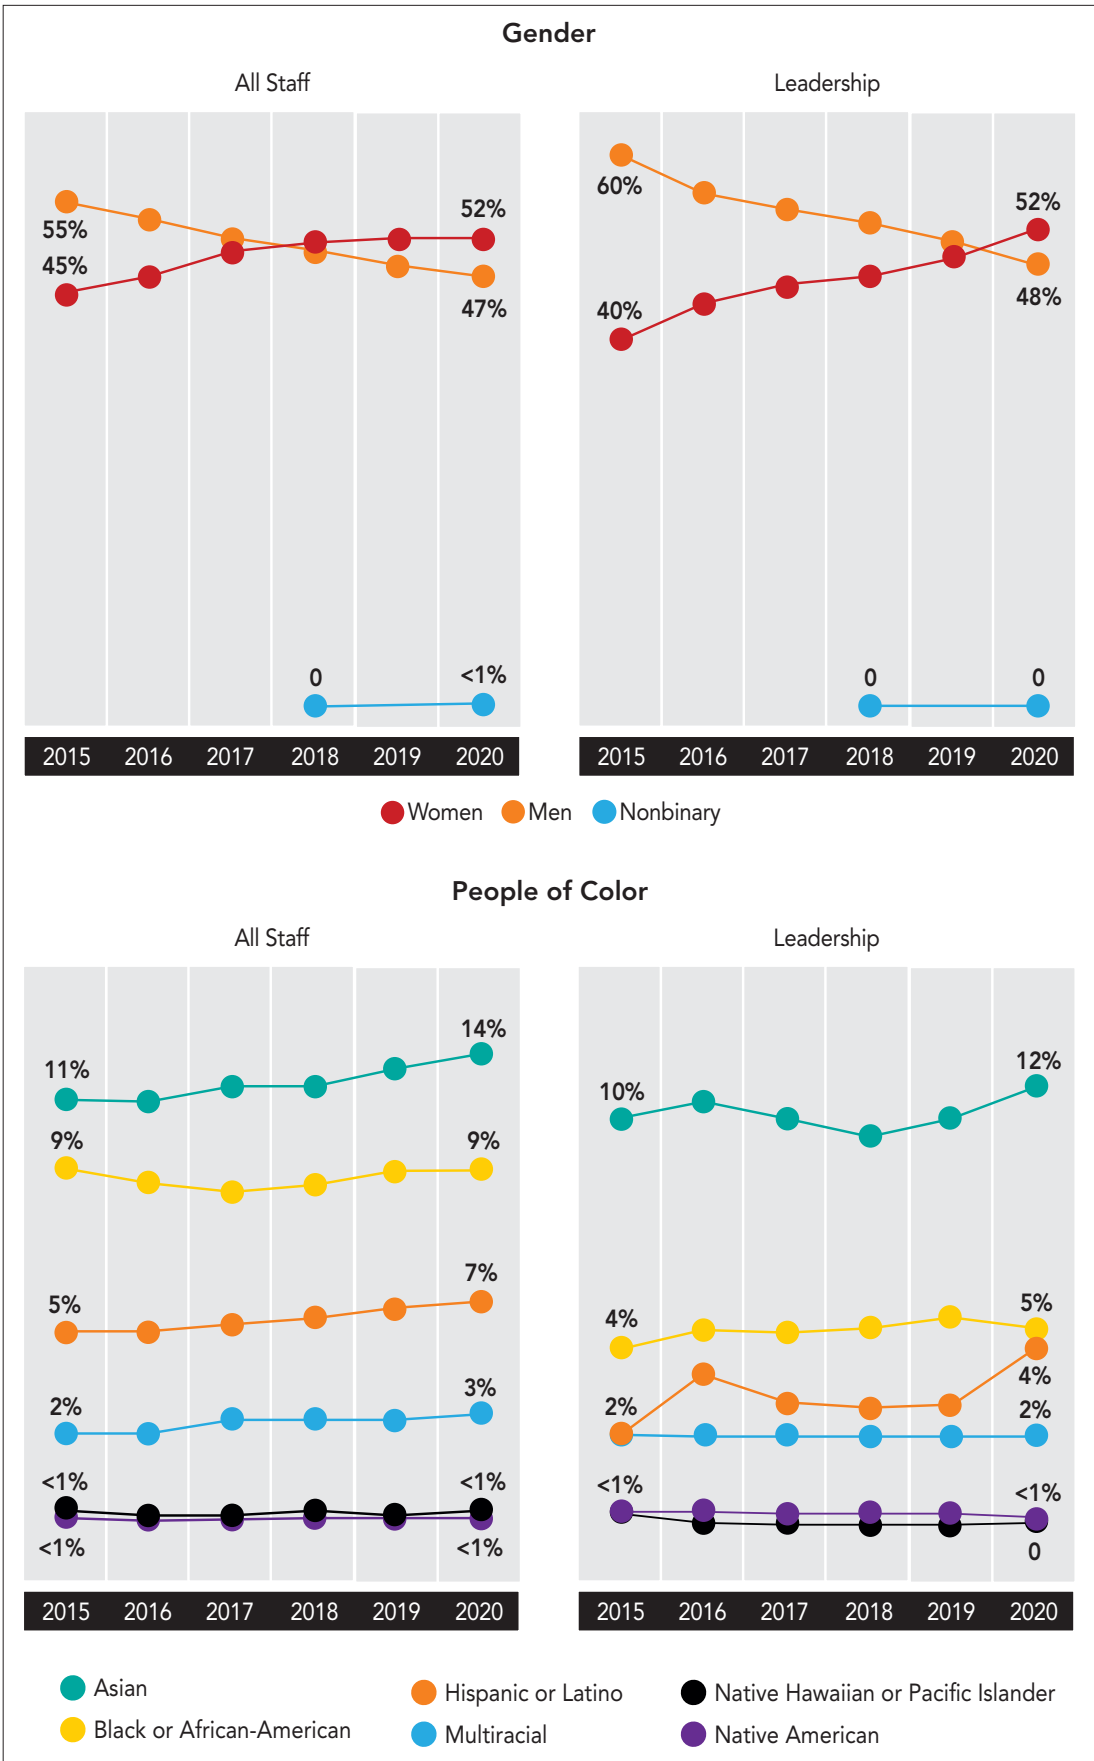 Gender
All Staff
Leadership
55%
45%
52%
47%
0
<1%
60%
40%
52%
48%
0
0
2015 2016 2017 2018 2019 2020
2015 2016 2017 2018 2019 2020
Women Men Nonbinary
People of Color
All Staff
Leadership
11%
14%
9%
9%
5%
7%
2%
3%
<1%
<1%
<1%
<1%
10%
12%
4%
5%
4%
2%
2%
<1%
<1%
0
2015 2016 2017 2018 2019 2020
2015 2016 2017 2018 2019 2020
Asian
Hispanic or Latino
Native Hawaiian or Pacific Islander
Black or African-American
Multiracial
Native American